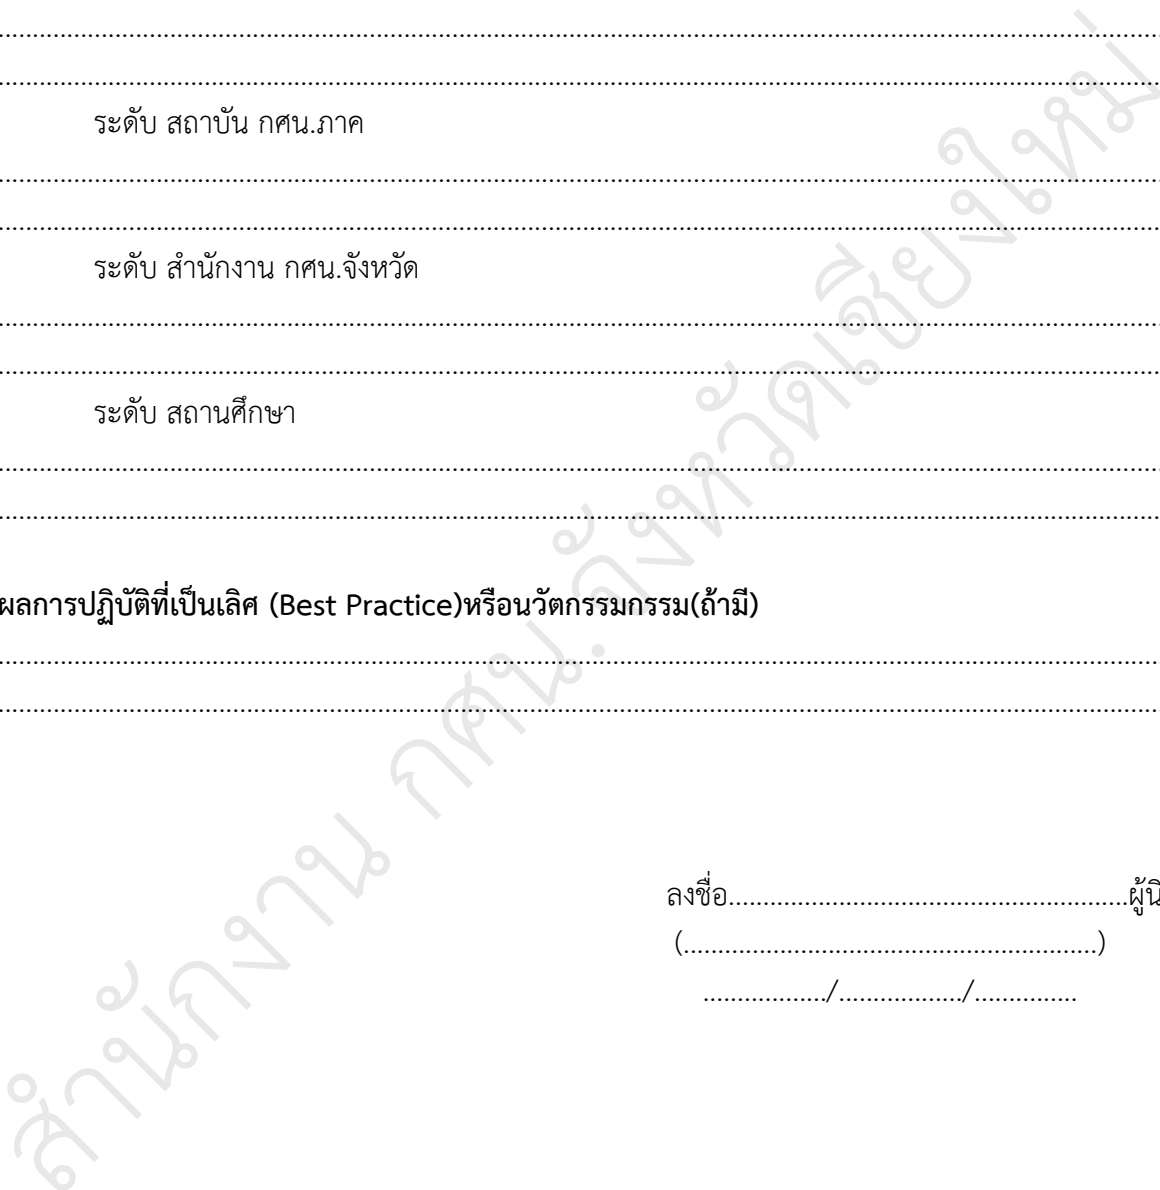 ................................................................................
................................................................................
ระดับ สถาบัน กศน.ภาค
................................................................................
................................................................................
ระดับ สำนักงาน กศน.จังหวัด
................................................................................
................................................................................
ระดับ สถานศึกษา
................................................................................
................................................................................
ผลการปฏิบัติที่เป็นเลิศ (Best Practice)หรือนวัตกรรมกรรม(ถ้ามี)
................................................................................
................................................................................
ลงชื่อ..........................................................ผู้นิ
(............................................................)
................../................../...............
สำนักงาน กศน.จังหวัดเชียงใหม่